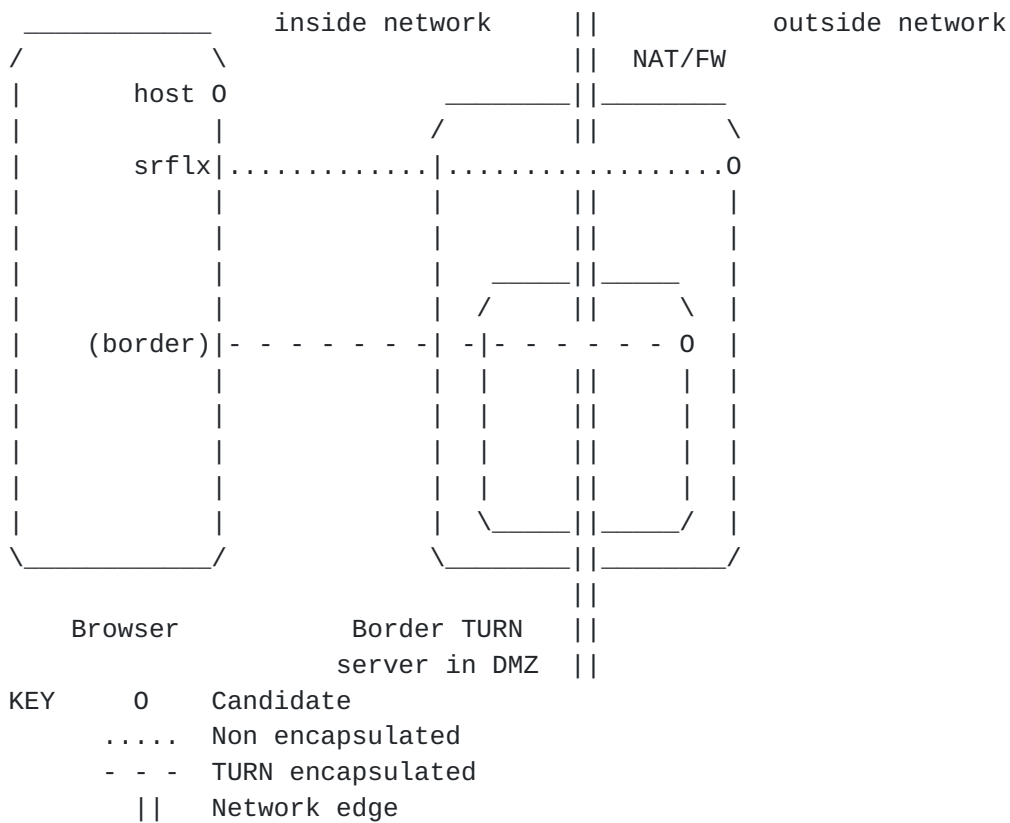 inside network || outside network
|| NAT/FW
host O
srflx|.............|..................O
(border)|- - - - - - -| -|- - - - - - O
Browser Border TURN ||
server in DMZ ||
KEY O Candidate
..... Non encapsulated
- - - TURN encapsulated
|| Network edge